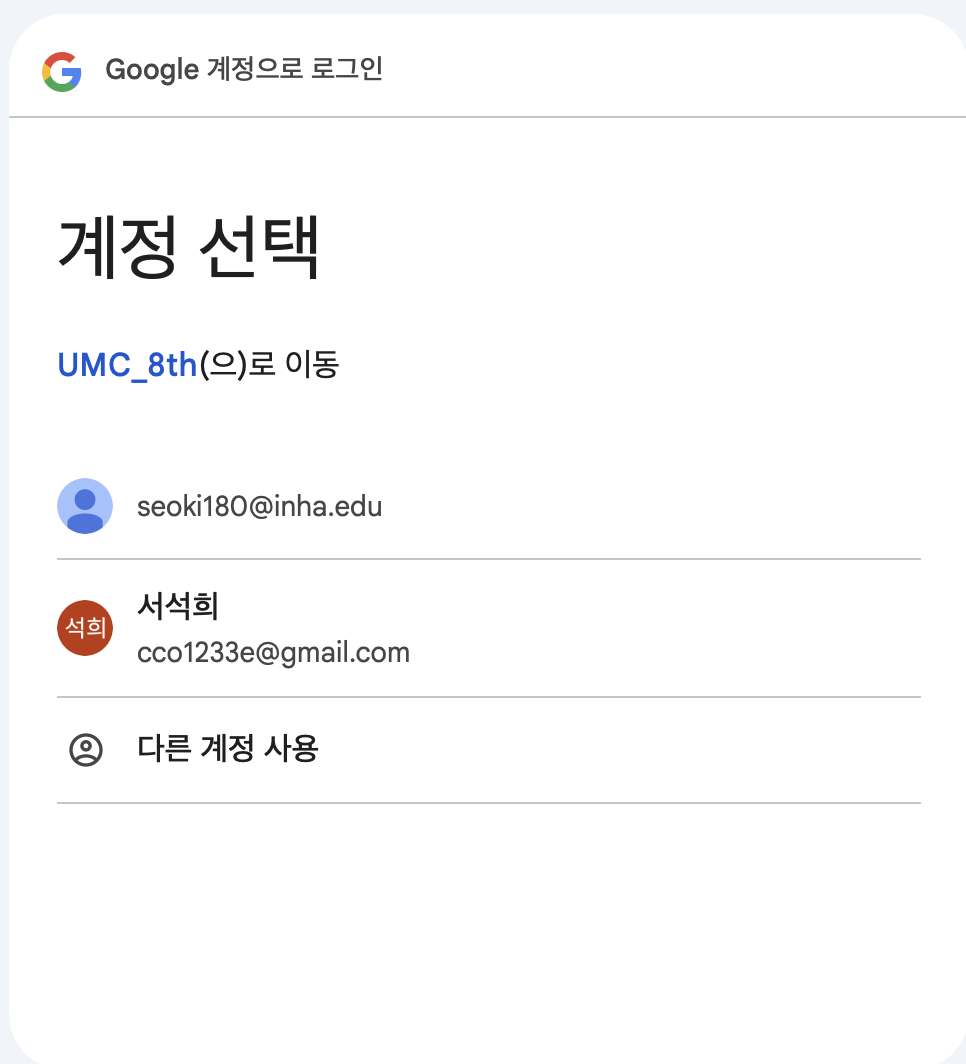 Google 계정으로 로그인
계정 선택
UMC_8th(으)로 이동
seoki180@inha.edu
석희
서석희
cco1233e@gmail.com
다른 계정 사용